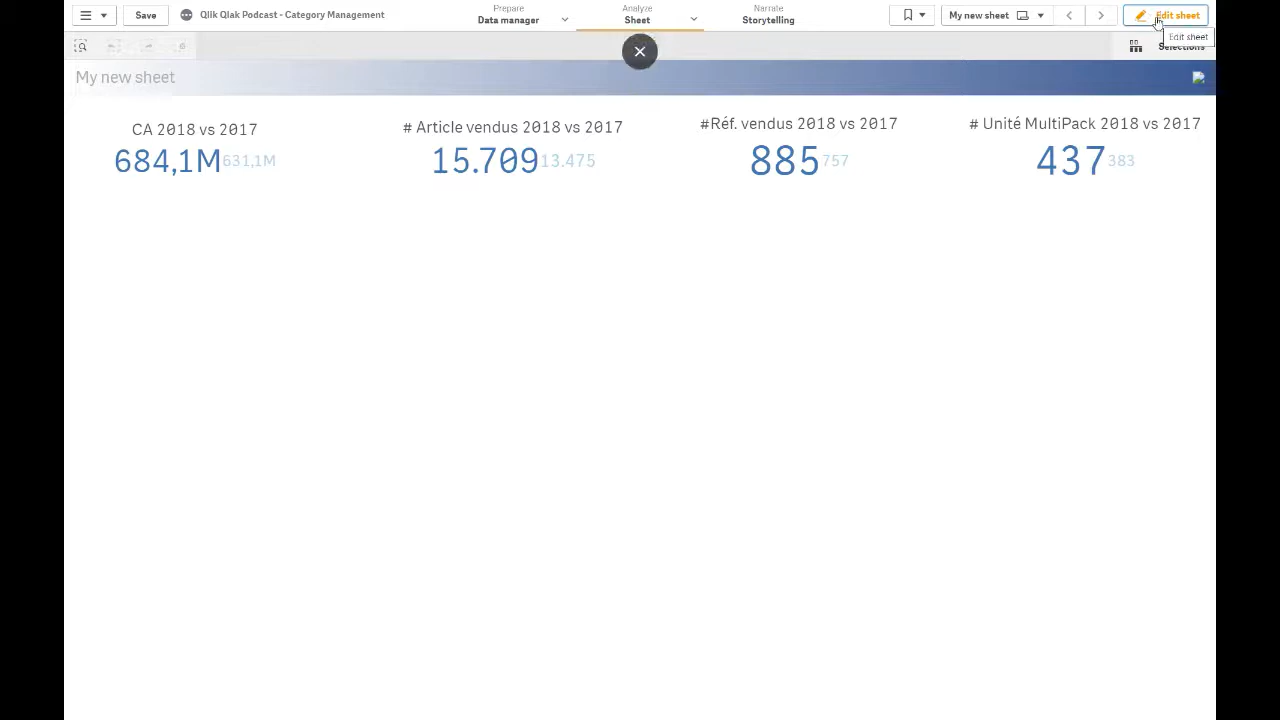 Save
Qlik Qlak Podcast - Category Management
Prepare
Data manager
Analyze
Sheet
Narrate
Storytelling
My new sheet
Edit sheet
Edit sheet
Selections
My new sheet
CA 2018 vs 2017
684,1M 631,1M
# Article vendus 2018 vs 2017
15.709 13.475
#Réf. vendus 2018 vs 2017
885 757
# Unité MultiPack 2018 vs 2017
437 383